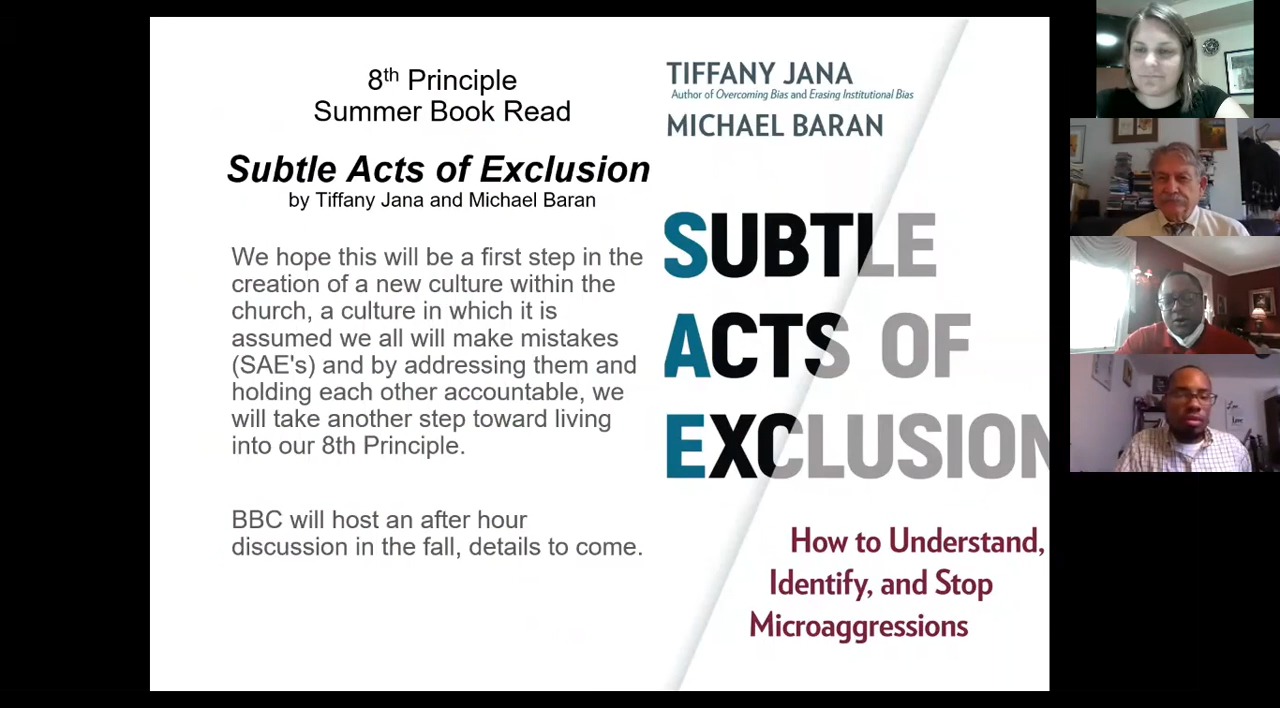 8th Principle
Summer Book Read
Subtle Acts of Exclusion
by Tiffany Jana and Michael Baran
We hope this will be a first step in the
creation of a new culture within the
church, a culture in which it is
assumed we all will make mistakes
(SAE's) and by addressing them and
holding each other accountable, we
will take another step toward living
into our 8th Principle.
BBC will host an after hour
discussion in the fall, details to come.
TIFFANY JANA
Author of Overcoming Bias and Erasing Institutional Bias
MICHAEL BARAN
SUBTLE
ACTS OF
EXCLUSION
How to Understand,
Identify, and Stop
Microaggressions